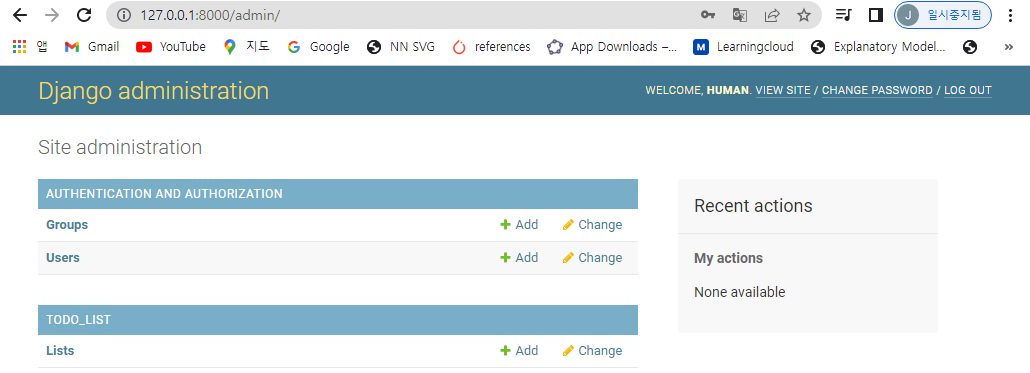 127.0.0.1:8000/admin/
J 일시중지됨
앱 Gmail YouTube 지도 Google NN SVG references App Downloads –... M Learningcloud Explanatory Model... »
Django administration
WELCOME, HUMAN. VIEW SITE / CHANGE PASSWORD / LOG OUT
Site administration
AUTHENTICATION AND AUTHORIZATION
Groups Add Change
Users Add Change
TODO_LIST
Lists Add Change
Recent actions
My actions
None available